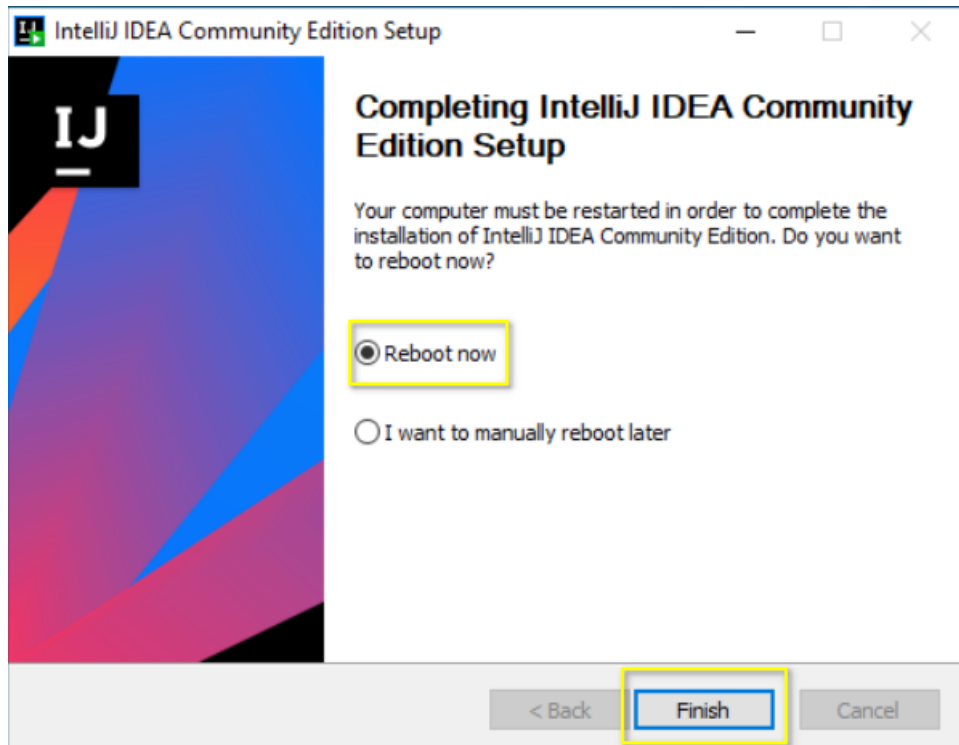 IntelliJ IDEA Community Edition Setup
IJ
Completing IntelliJ IDEA Community
Edition Setup
Your computer must be restarted in order to complete the
installation of IntelliJ IDEA Community Edition. Do you want
to reboot now?
Reboot now
I want to manually reboot later
< Back
Finish
Cancel